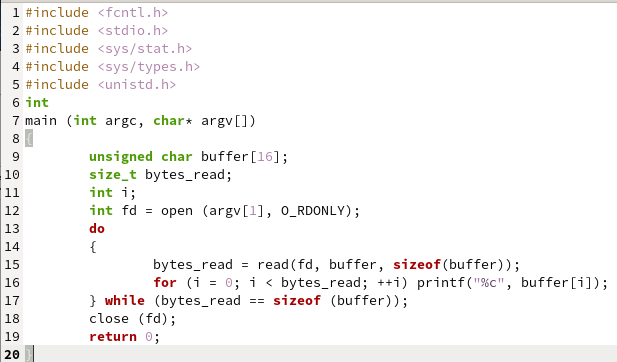 1 #include <fcntl.h>
2 #include <stdio.h>
3 #include <sys/stat.h>
4 #include <sys/types.h>
5 #include <unistd.h>
6 int
7 main (int argc, char* argv[])
8 {
9         unsigned char buffer[16];
10         size_t bytes_read;
11         int i;
12         int fd = open (argv[1], O_RDONLY);
13         do
14         {
15                 bytes_read = read(fd, buffer, sizeof(buffer));
16                 for (i = 0; i < bytes_read; ++i) printf("%c", buffer[i]);
17         } while (bytes_read == sizeof (buffer));
18         close (fd);
19         return 0;
20 }